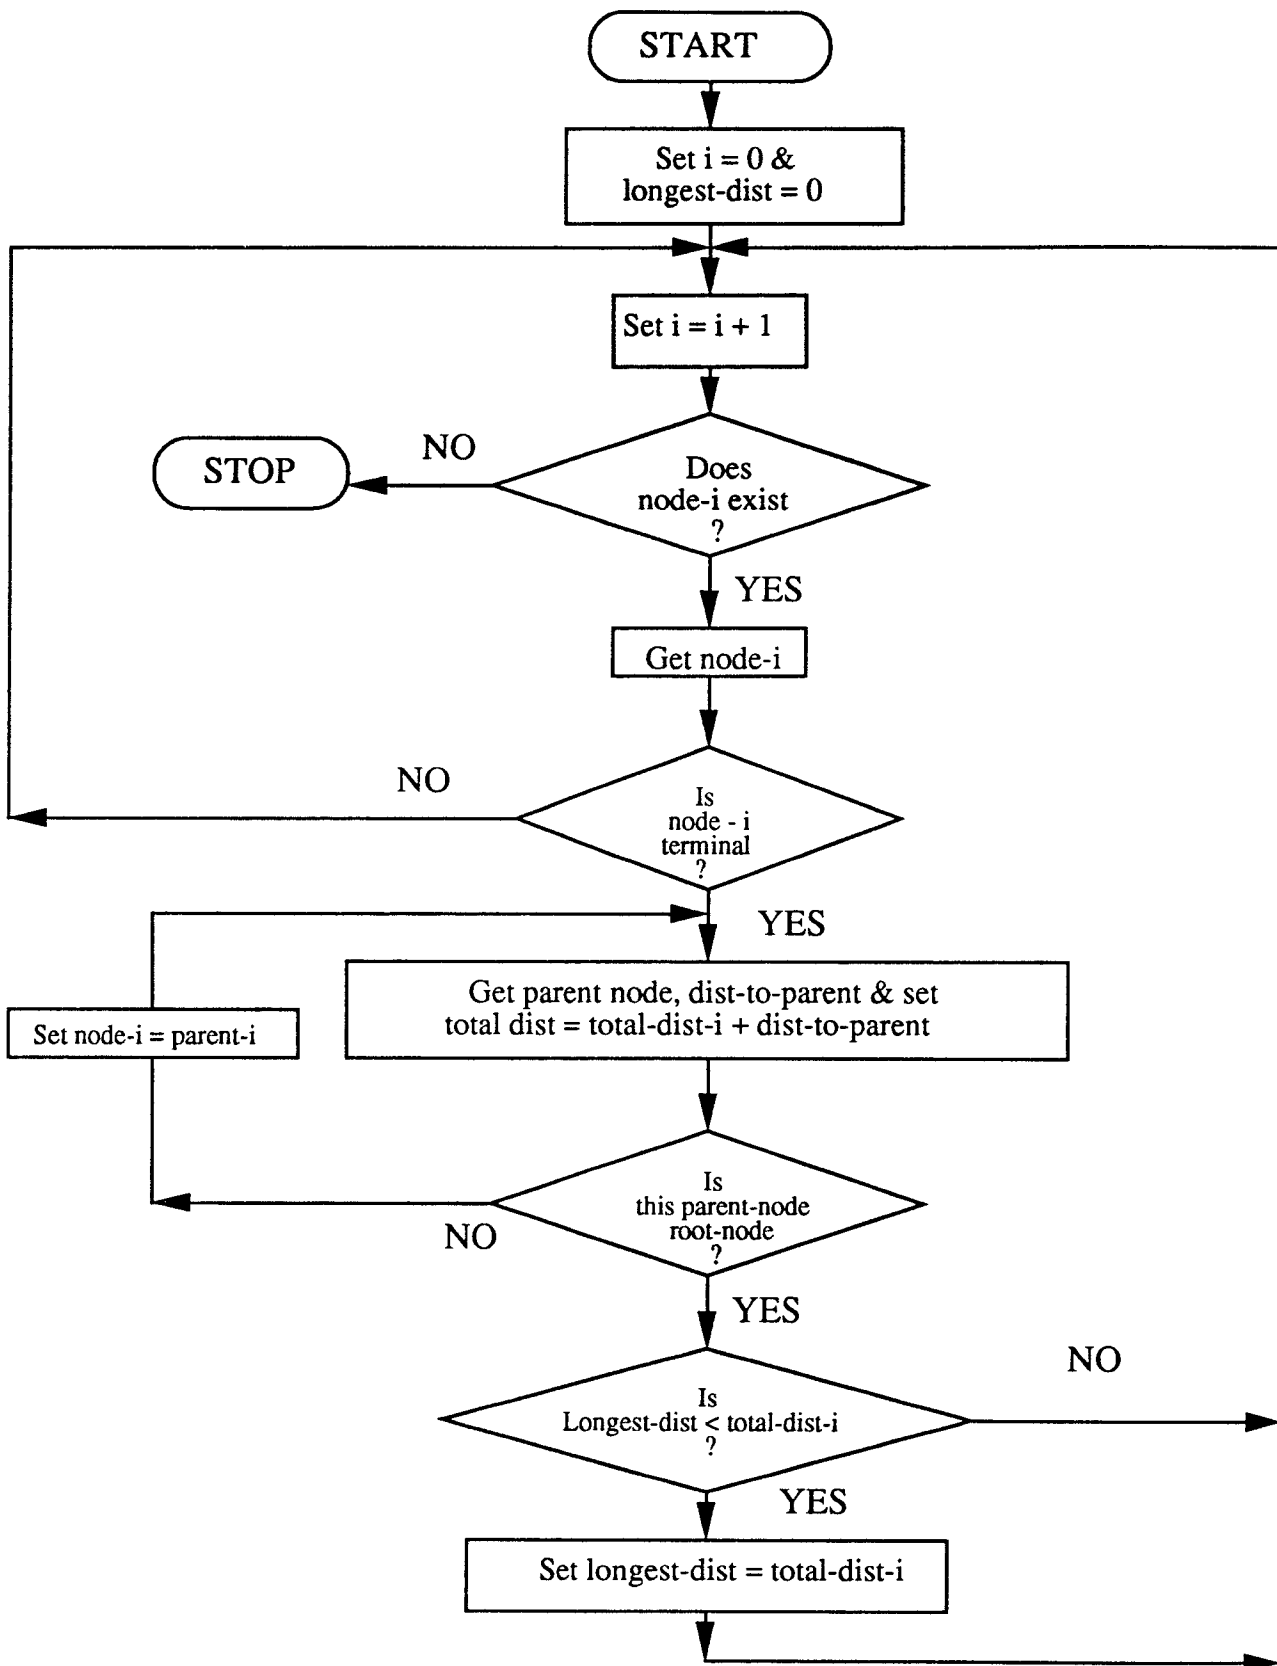 START
Set i = 0 &
longest-dist = 0
Set i = i + 1
NO
STOP
Does
node-i exist
?
YES
Get node-i
NO
Is
node - i
terminal
?
YES
Get parent node, dist-to-parent & set
total dist = total-dist-i + dist-to-parent
Set node-i = parent-i
Is
this parent-node
root-node
?
NO
YES
NO
Is
Longest-dist < total-dist-i
?
YES
Set longest-dist = total-dist-i